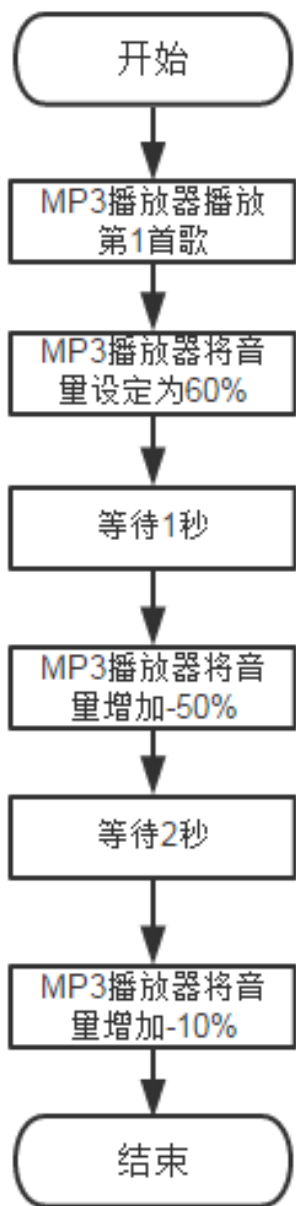 开始
MP3播放器播放
第1首歌
MP3播放器将音
量设定为60%
等待1秒
MP3播放器将音
量增加-50%
等待2秒
MP3播放器将音
量增加-10%
结束